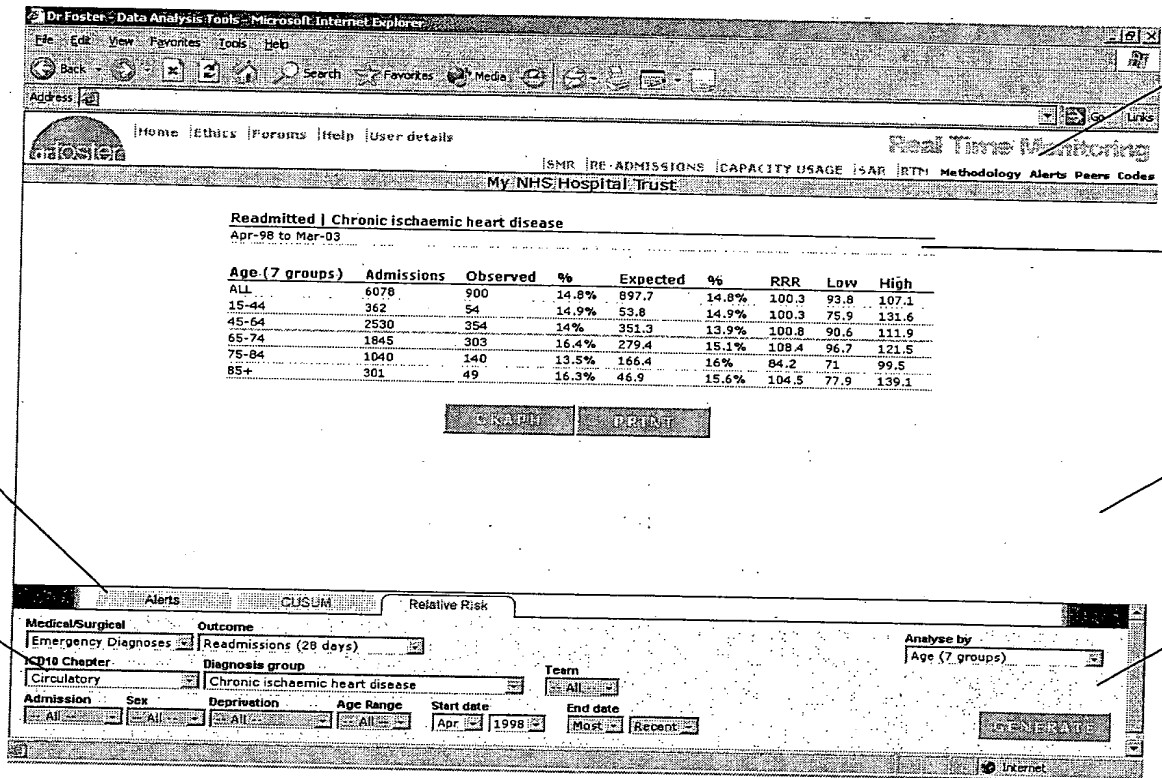 Dr Foster - Data Analysis Tools - Microsoft Internet Explorer
File Edit View Favorites Tools Help
Back Search Favorites Media
Address Go Links
Home |Ethics |Forums |Help |User details
Real Time Monitoring
|SMR |RE-ADMISSIONS |CAPACITY USAGE |SAR |RTM Methodology Alerts Peers Codes
My NHS Hospital Trust
Readmitted | Chronic ischaemic heart disease
Apr-98 to Mar-03
Age (7 groups) Admissions Observed % Expected % RRR Low High
ALL 6078 900 14.8% 897.7 14.8% 100.3 93.8 107.1
15-44 362 54 14.9% 53.8 14.9% 100.3 75.9 131.6
45-64 2530 354 14% 351.3 13.9% 100.8 90.6 111.9
65-74 1845 303 16.4% 279.4 15.1% 108.4 96.7 121.5
75-84 1040 140 13.5% 166.4 16% 84.2 71 99.5
85+ 301 49 16.3% 46.9 15.6% 104.5 77.9 139.1
GRAPH PRINT
Alerts CUSUM Relative Risk
Medical/Surgical Outcome Analyse by
Emergency Diagnoses Readmissions (28 days) Age (7 groups)
ICD10 Chapter Diagnosis group Team
Circulatory Chronic ischaemic heart disease -- All --
Admission Sex Deprivation Age Range Start date End date
-- All -- -- All -- -- All -- -- All -- Apr 1998 Most Recent
GENERATE
Internet